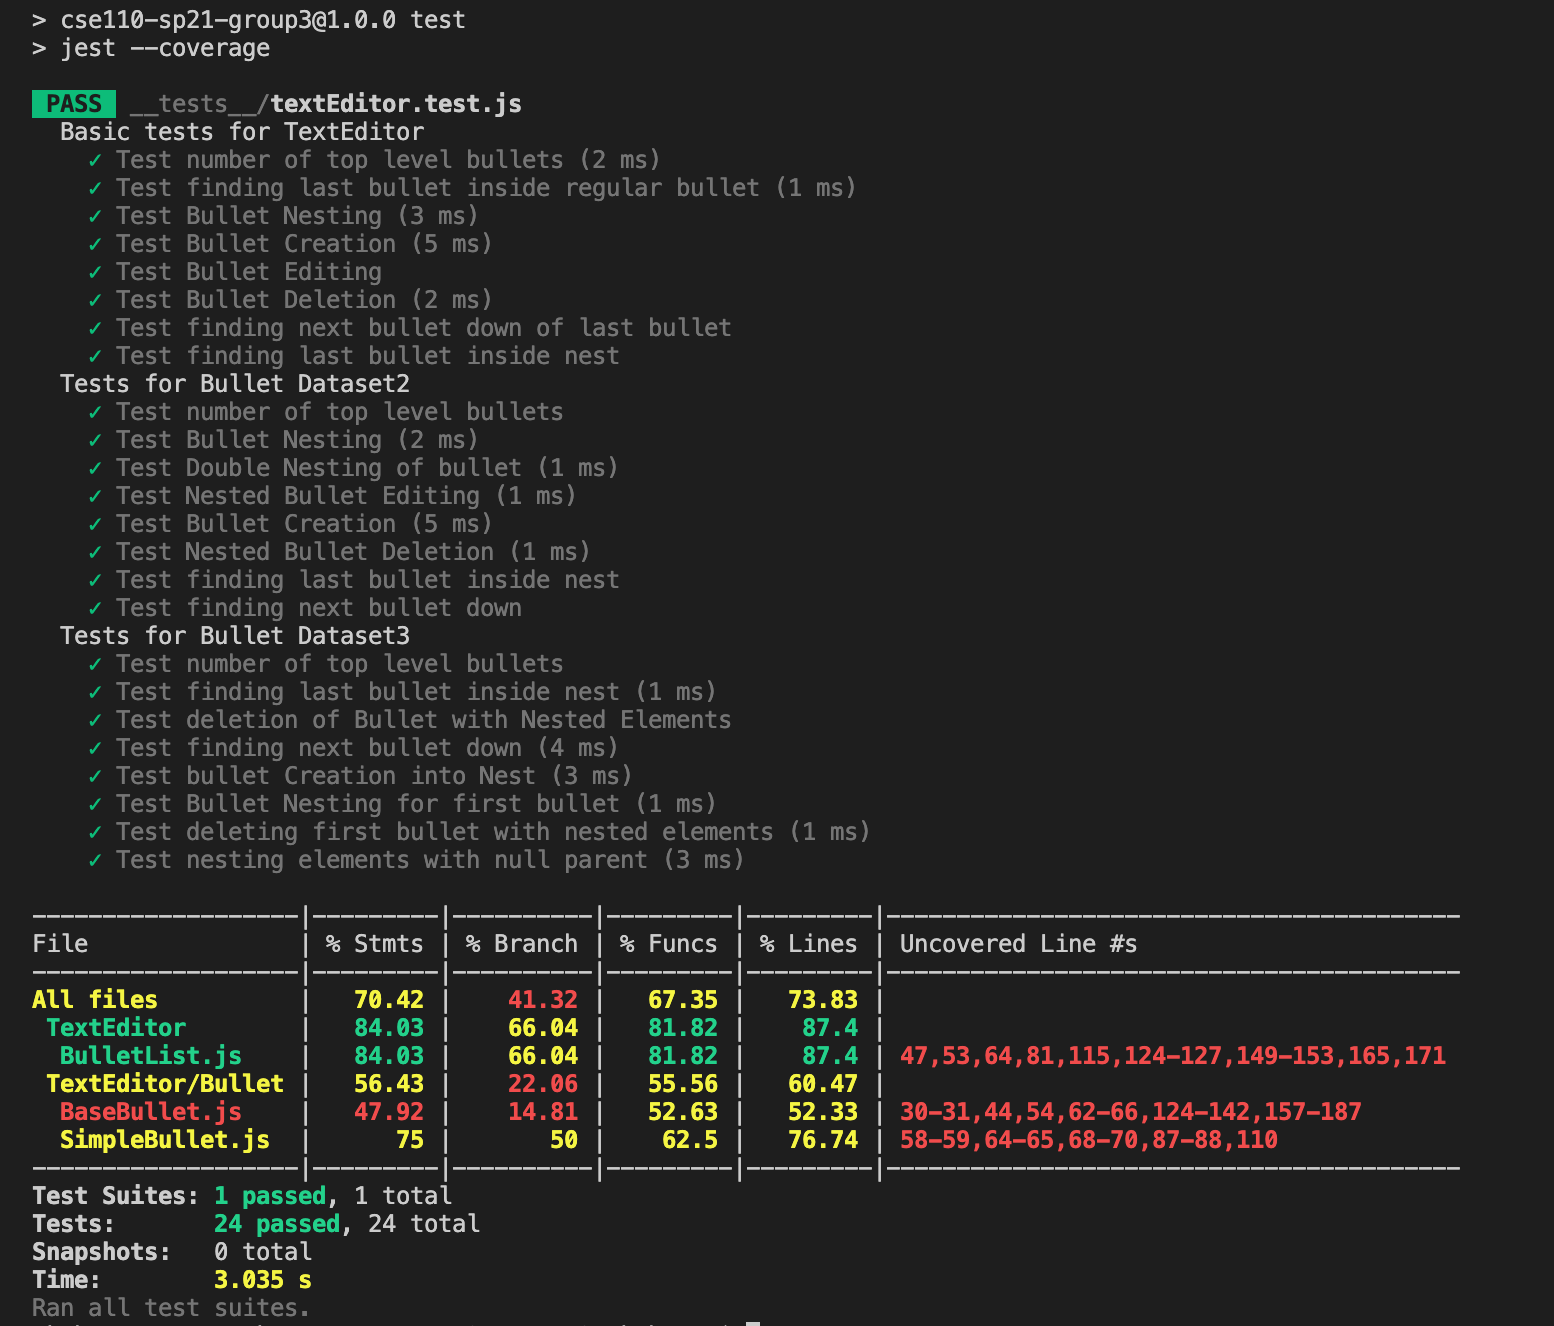 > cse110-sp21-group3@1.0.0 test
> jest --coverage
PASS __tests__/textEditor.test.js
Basic tests for TextEditor
✓ Test number of top level bullets (2 ms)
✓ Test finding last bullet inside regular bullet (1 ms)
✓ Test Bullet Nesting (3 ms)
✓ Test Bullet Creation (5 ms)
✓ Test Bullet Editing
✓ Test Bullet Deletion (2 ms)
✓ Test finding next bullet down of last bullet
✓ Test finding last bullet inside nest
Tests for Bullet Dataset2
✓ Test number of top level bullets
✓ Test Bullet Nesting (2 ms)
✓ Test Double Nesting of bullet (1 ms)
✓ Test Nested Bullet Editing (1 ms)
✓ Test Bullet Creation (5 ms)
✓ Test Nested Bullet Deletion (1 ms)
✓ Test finding last bullet inside nest
✓ Test finding next bullet down
Tests for Bullet Dataset3
✓ Test number of top level bullets
✓ Test finding last bullet inside nest (1 ms)
✓ Test deletion of Bullet with Nested Elements
✓ Test finding next bullet down (4 ms)
✓ Test bullet Creation into Nest (3 ms)
✓ Test Bullet Nesting for first bullet (1 ms)
✓ Test deleting first bullet with nested elements (1 ms)
✓ Test nesting elements with null parent (3 ms)
File | % Stmts | % Branch | % Funcs | % Lines | Uncovered Line #s
All files | 70.42 | 41.32 | 67.35 | 73.83 |
TextEditor | 84.03 | 66.04 | 81.82 | 87.4 |
BulletList.js | 84.03 | 66.04 | 81.82 | 87.4 | 47,53,64,81,115,124-127,149-153,165,171
TextEditor/Bullet | 56.43 | 22.06 | 55.56 | 60.47 |
BaseBullet.js | 47.92 | 14.81 | 52.63 | 52.33 | 30-31,44,54,62-66,124-142,157-187
SimpleBullet.js | 75 | 50 | 62.5 | 76.74 | 58-59,64-65,68-70,87-88,110
Test Suites: 1 passed, 1 total
Tests: 24 passed, 24 total
Snapshots: 0 total
Time: 3.035 s
Ran all test suites.